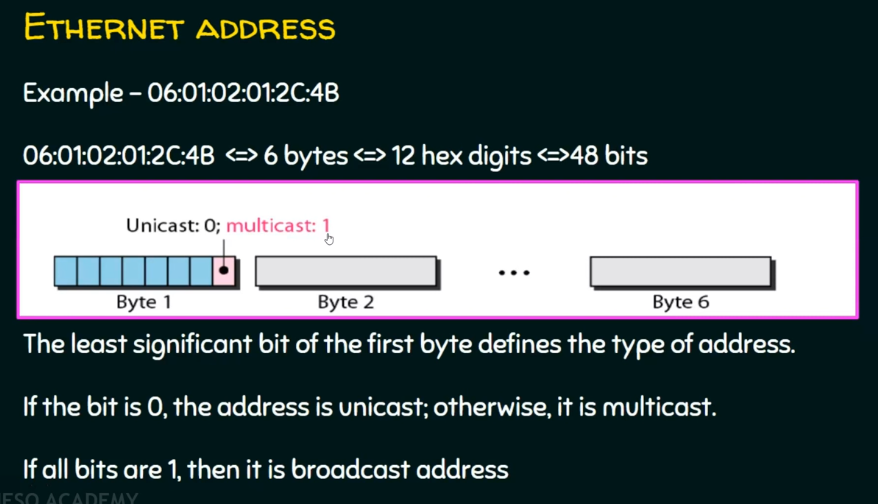 ETHERNET ADDRESS
Example – 06:01:02:01:2C:4B
06:01:02:01:2C:4B <=> 6 bytes <=> 12 hex digits <=>48 bits
Unicast: 0; multicast: 1
Byte 1 Byte 2 ... Byte 6
The least significant bit of the first byte defines the type of address.
If the bit is 0, the address is unicast; otherwise, it is multicast.
If all bits are 1, then it is broadcast address
ESO ACADEMY